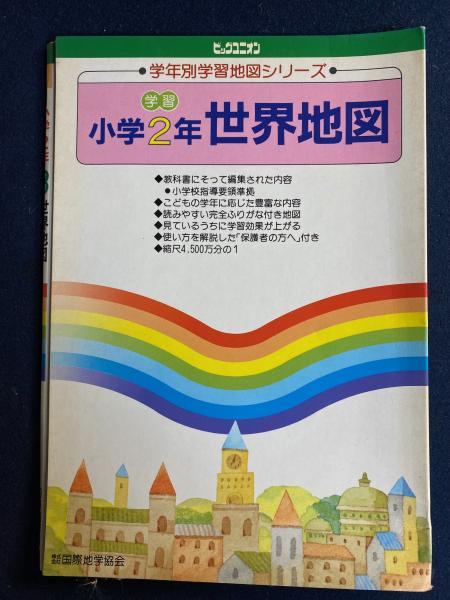 ビッグユニオン
●学年別学習地図シリーズ●
学習
小学2年 世界地図
◆教科書にそって編集された内容
●小学校指導要領準拠
◆こどもの学年に応じた豊富な内容
◆読みやすい完全ふりがな付き地図
◆見ているうちに学習効果が上がる
◆使い方を解説した「保護者の方へ」付き
◆縮尺4,500万分の1
国際地学協会